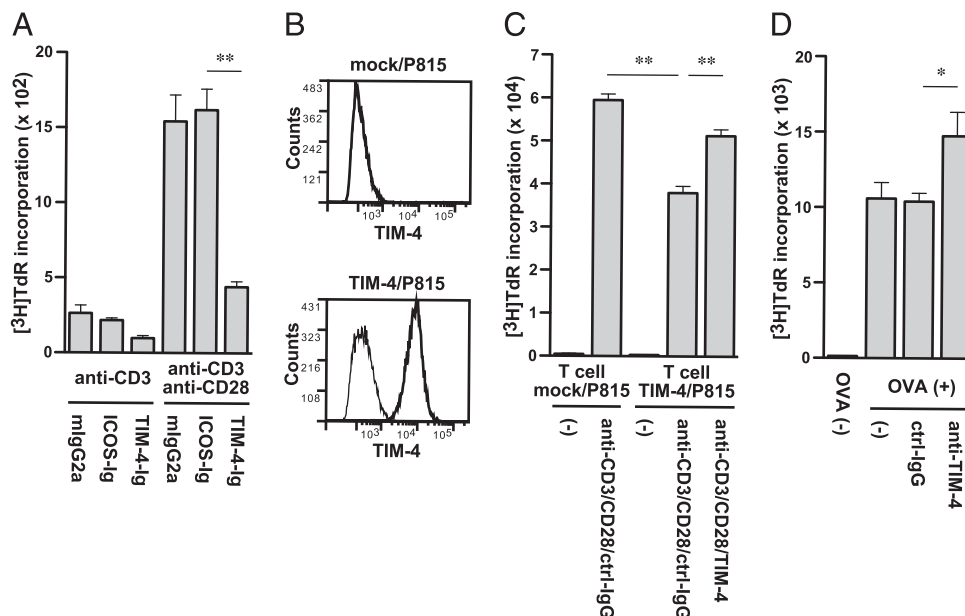 A
[³H]TdR incorporation (x 10²)
20
15
10
5
0
**
anti-CD3
anti-CD3
anti-CD28
mIgG2a
ICOS-Ig
TIM-4-Ig
mIgG2a
ICOS-Ig
TIM-4-Ig
B
mock/P815
Counts
483
362
242
121
10³ 10⁴ 10⁵
TIM-4
TIM-4/P815
Counts
431
323
216
108
10³ 10⁴ 10⁵
TIM-4
C
[³H]TdR incorporation (x 10⁴)
7
6
5
4
3
2
1
0
** **
T cell
mock/P815
T cell
TIM-4/P815
(-)
anti-CD3/CD28/ctrl-IgG
(-)
anti-CD3/CD28/ctrl-IgG
anti-CD3/CD28/TIM-4
D
[³H]TdR incorporation (x 10³)
20
15
10
5
0
*
OVA (-)
OVA (+)
(-)
ctrl-IgG
anti-TIM-4